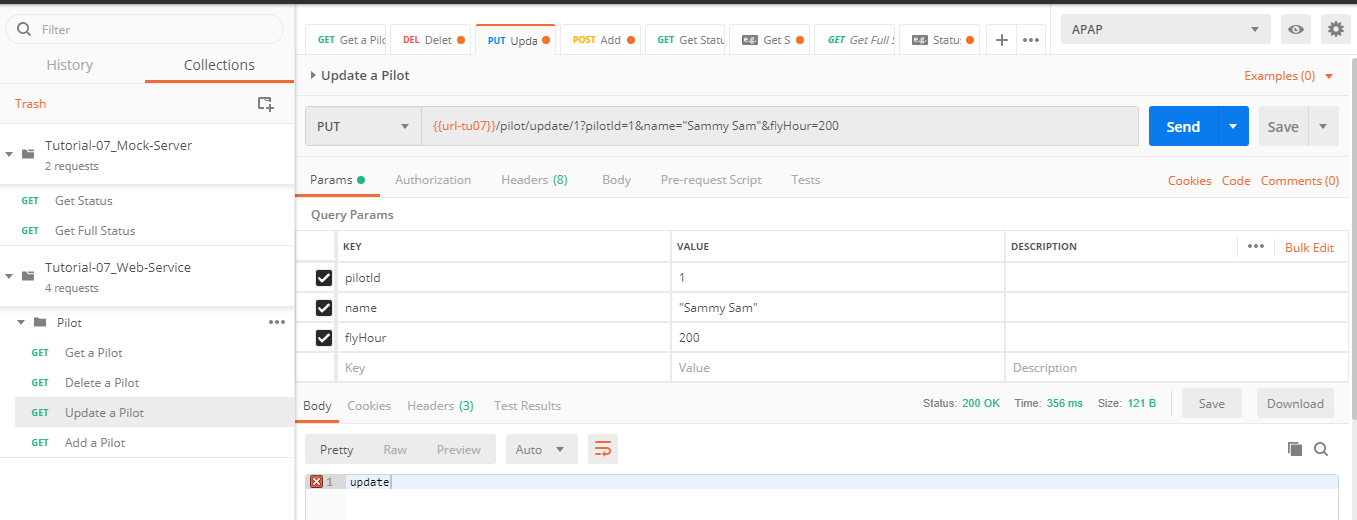 Filter
History Collections
Trash
Tutorial-07_Mock-Server
2 requests
GET Get Status
GET Get Full Status
Tutorial-07_Web-Service
4 requests
Pilot
GET Get a Pilot
GET Delete a Pilot
GET Update a Pilot
GET Add a Pilot
GET Get a Pilo DEL Delet PUT Upda POST Add GET Get Statu e.g. Get S GET Get Full S e.g. Status
APAP
Update a Pilot Examples (0)
PUT {{url-tu07}}/pilot/update/1?pilotId=1&name="Sammy Sam"&flyHour=200 Send Save
Params Authorization Headers (8) Body Pre-request Script Tests Cookies Code Comments (0)
Query Params
KEY VALUE DESCRIPTION Bulk Edit
pilotId 1
name "Sammy Sam"
flyHour 200
Key Value Description
Body Cookies Headers (3) Test Results Status: 200 OK Time: 356 ms Size: 121 B Save Download
Pretty Raw Preview Auto
1 update